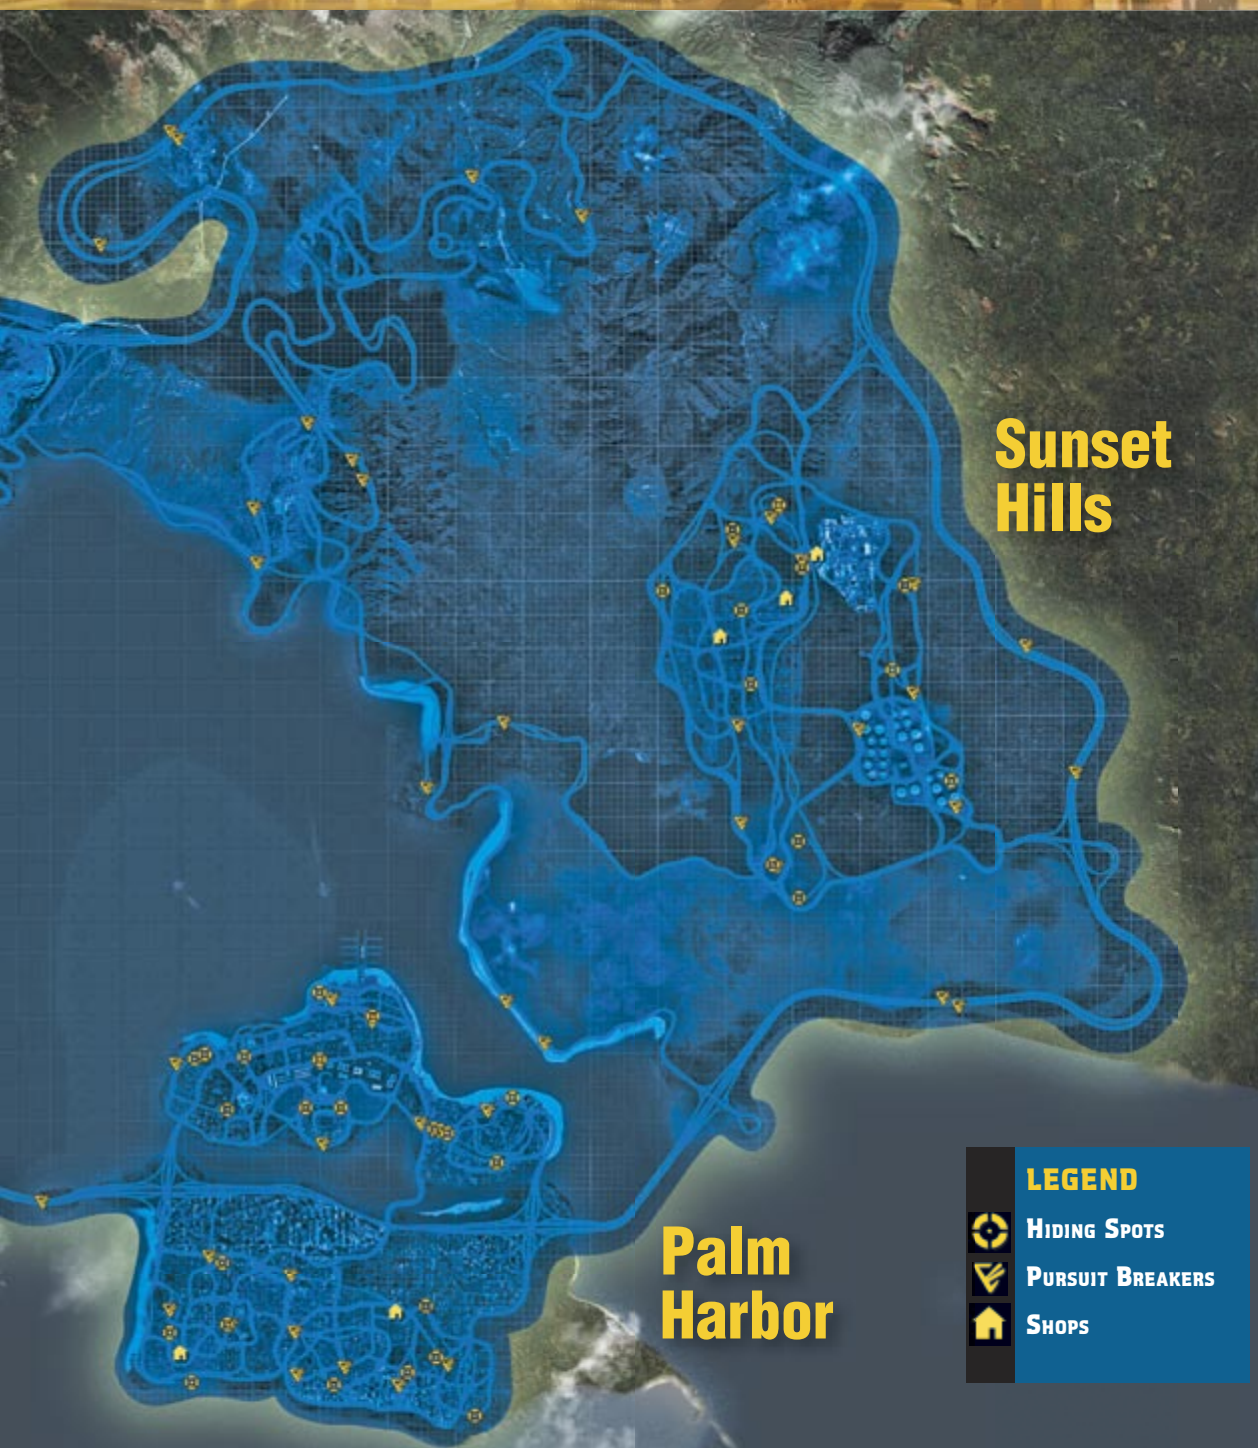 Sunset
Hills
Palm
Harbor
LEGEND
Hiding Spots
Pursuit Breakers
Shops